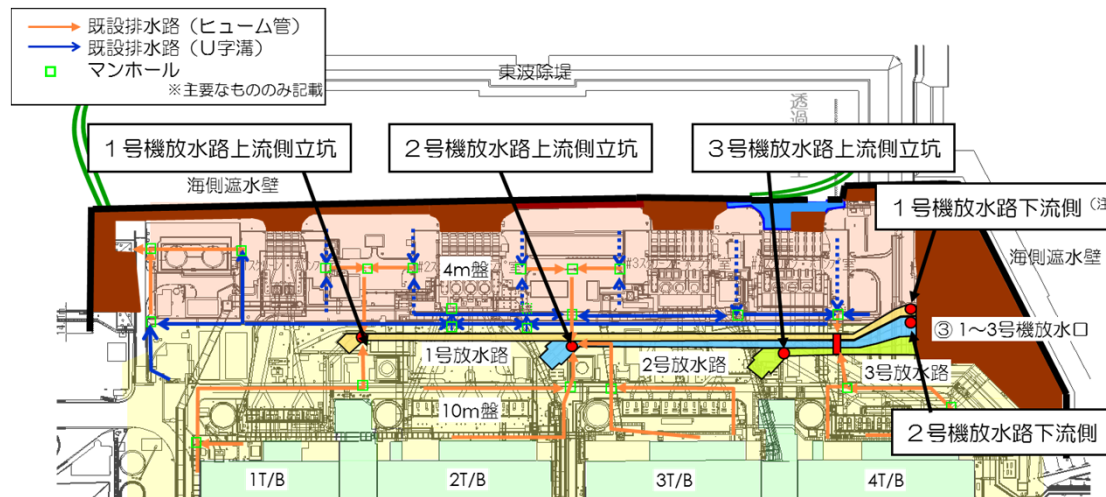 既設排水路（ヒューム管）
既設排水路（U字溝）
マンホール
※主要なもののみ記載
東波除堤
１号機放水路上流側立坑
２号機放水路上流側立坑
３号機放水路上流側立坑
海側遮水壁
１号機放水路下流側（注
海側遮水壁
4m盤
③ 1～3号機放水口
1号放水路
2号放水路
3号放水路
10m盤
２号機放水路下流側
1T/B
2T/B
3T/B
4T/B